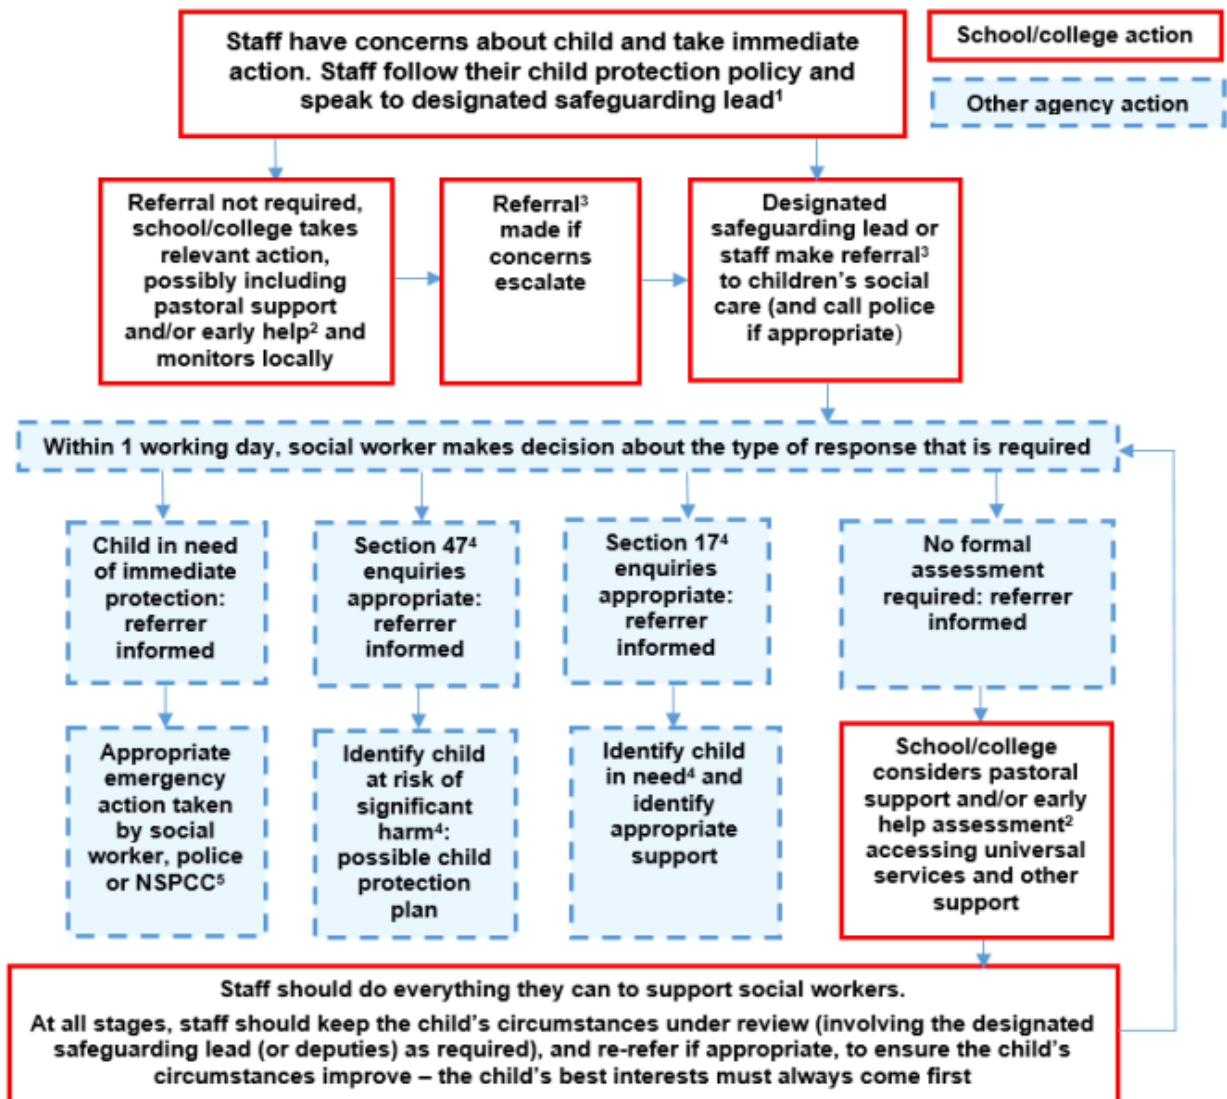 Staff have concerns about child and take immediate
action. Staff follow their child protection policy and
speak to designated safeguarding lead¹
School/college action
Other agency action
Referral not required,
school/college takes
relevant action,
possibly including
pastoral support
and/or early help² and
monitors locally
Referral³
made if
concerns
escalate
Designated
safeguarding lead or
staff make referral³
to children's social
care (and call police
if appropriate)
Within 1 working day, social worker makes decision about the type of response that is required
Child in need
of immediate
protection:
referrer
informed
Section 47⁴
enquiries
appropriate:
referrer
informed
Section 17⁴
enquiries
appropriate:
referrer
informed
No formal
assessment
required: referrer
informed
Appropriate
emergency
action taken
by social
worker, police
or NSPCC⁵
Identify child
at risk of
significant
harm⁴:
possible child
protection
plan
Identify child
in need⁴ and
identify
appropriate
support
School/college
considers pastoral
support and/or early
help assessment²
accessing universal
services and other
support
Staff should do everything they can to support social workers.
At all stages, staff should keep the child's circumstances under review (involving the designated
safeguarding lead (or deputies) as required), and re-refer if appropriate, to ensure the child's
circumstances improve – the child's best interests must always come first